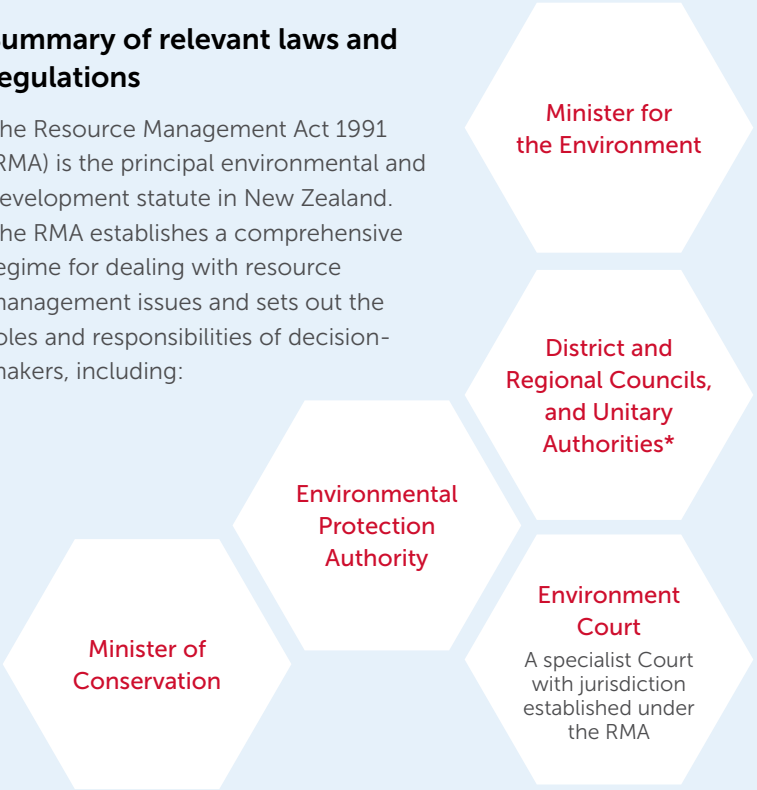 Summary of relevant laws and
egulations
he Resource Management Act 1991
RMA) is the principal environmental and
evelopment statute in New Zealand.
he RMA establishes a comprehensive
egime for dealing with resource
management issues and sets out the
oles and responsibilities of decision-
makers, including:
Minister for
the Environment
District and
Regional Councils,
and Unitary
Authorities*
Environmental
Protection
Authority
Environment
Court
A specialist Court
with jurisdiction
established under
the RMA
Minister of
Conservation